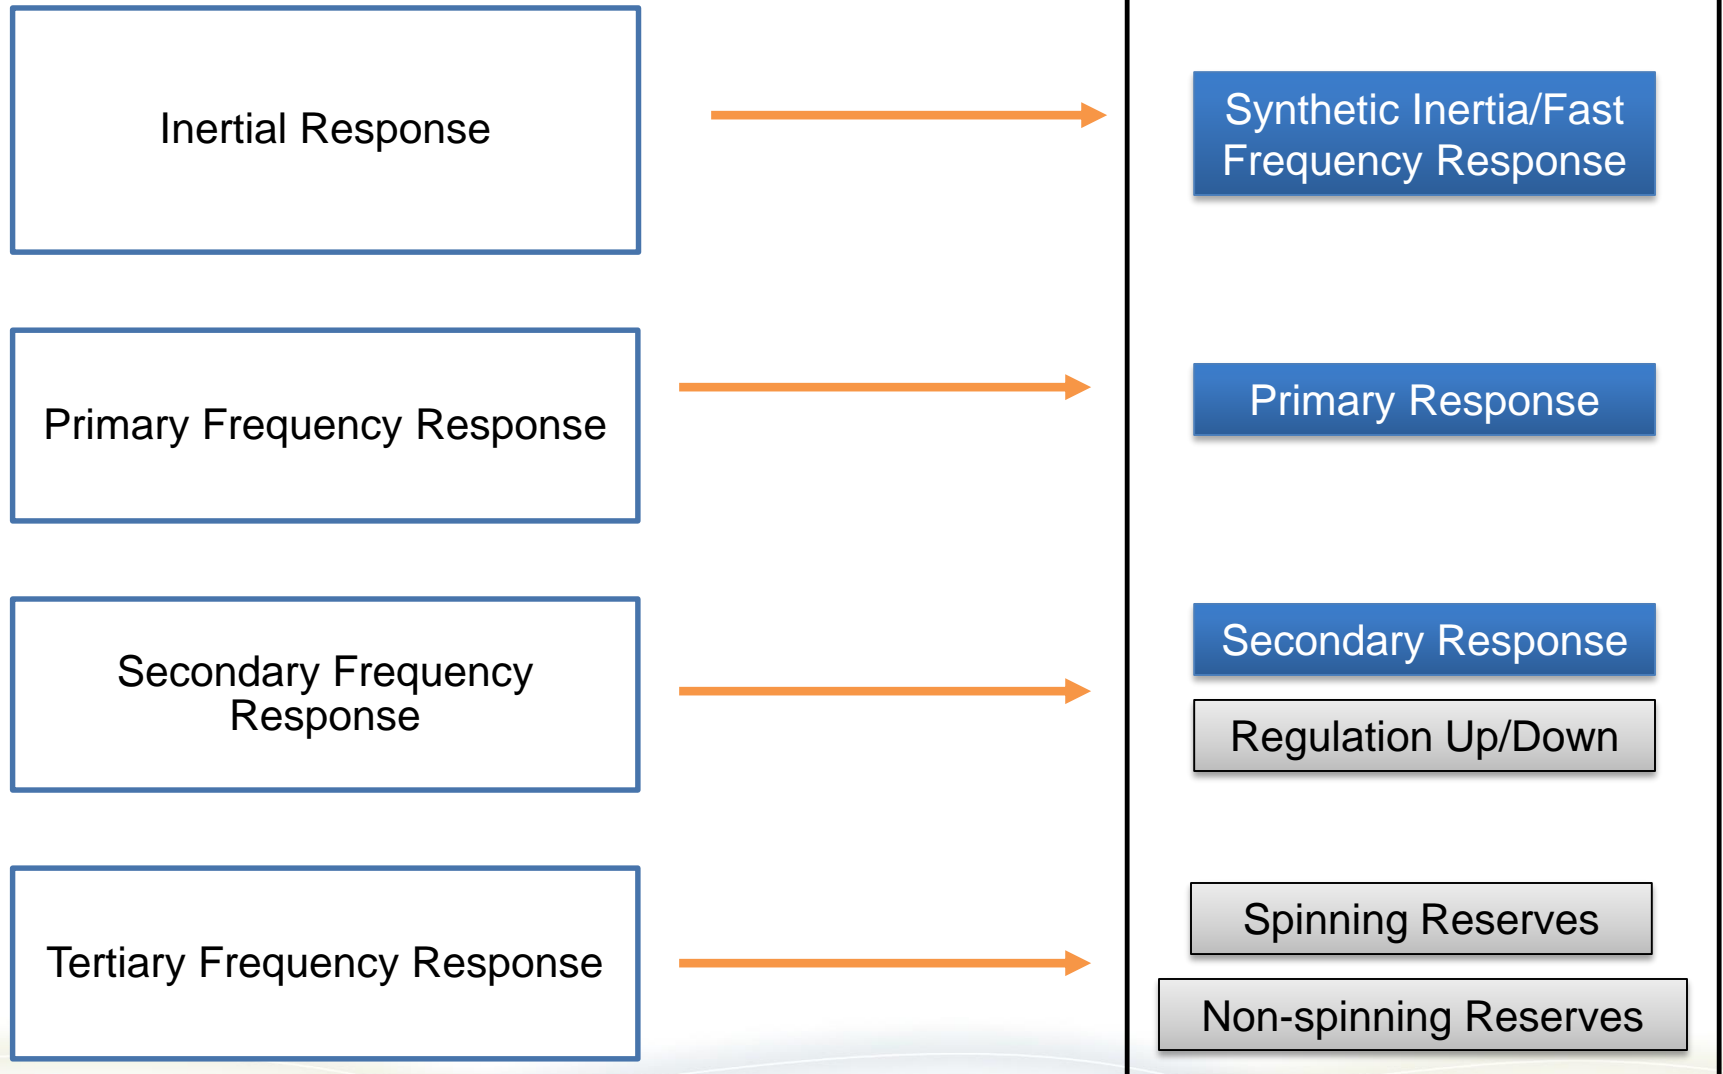 Inertial Response
Synthetic Inertia/Fast
Frequency Response
Primary Frequency Response
Primary Response
Secondary Frequency
Response
Secondary Response
Regulation Up/Down
Tertiary Frequency Response
Spinning Reserves
Non-spinning Reserves